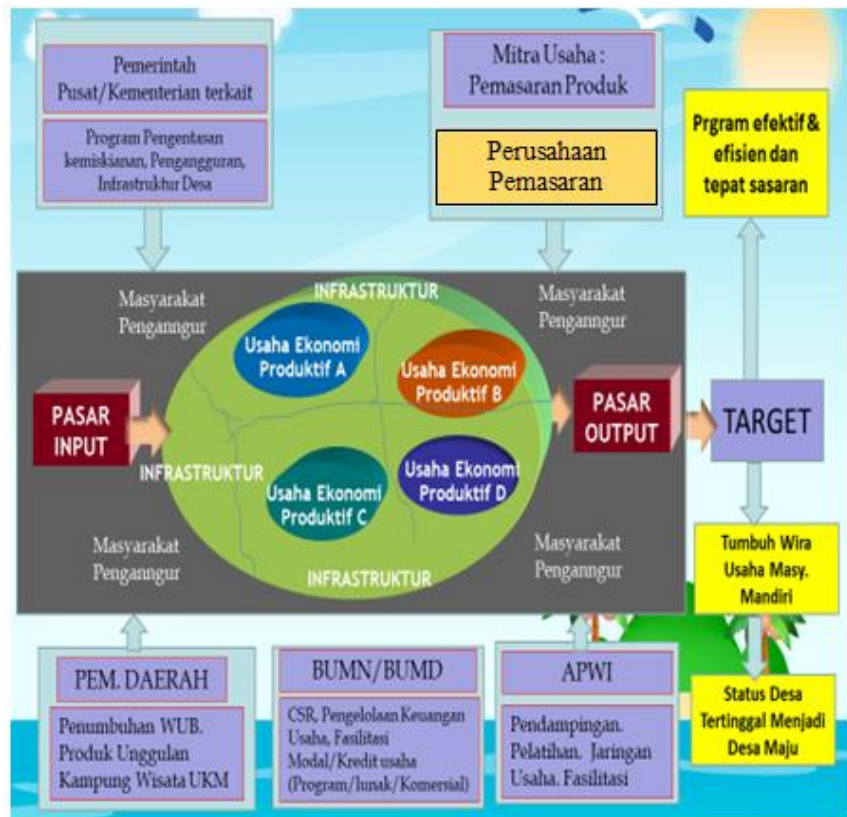 Pemerintah
Pusat/Kementerian terkait
Program Pengentasan
kemiskianan, Pengangguran,
Infrastruktur Desa
Mitra Usaha :
Pemasaran Produk
Perusahaan
Pemasaran
Prgram efektif &
efisien dan
tepat sasaran
Masyarakat
Penganngur
INFRASTRUKTUR
Masyarakat
Penganngur
Usaha Ekonomi
Produktif A
Usaha Ekonomi
Produktif B
PASAR
INPUT
PASAR
OUTPUT
TARGET
INFRASTRUKTUR
Usaha Ekonomi
Produktif C
Usaha Ekonomi
Produktif D
Masyarakat
Penganngur
INFRASTRUKTUR
Masyarakat
Penganngur
Tumbuh Wira
Usaha Masy.
Mandiri
PEM. DAERAH
Penumbuhan WUB.
Produk Unggulan
Kampung Wisata UKM
BUMN/BUMD
CSR, Pengelolaan Keuangan
Usaha, Fasilitasi
Modal/Kredit usaha
(Program/lunak/Komersial)
APWI
Pendampingan.
Pelatihan. Jaringan
Usaha. Fasilitasi
Status Desa
Tertinggal Menjadi
Desa Maju